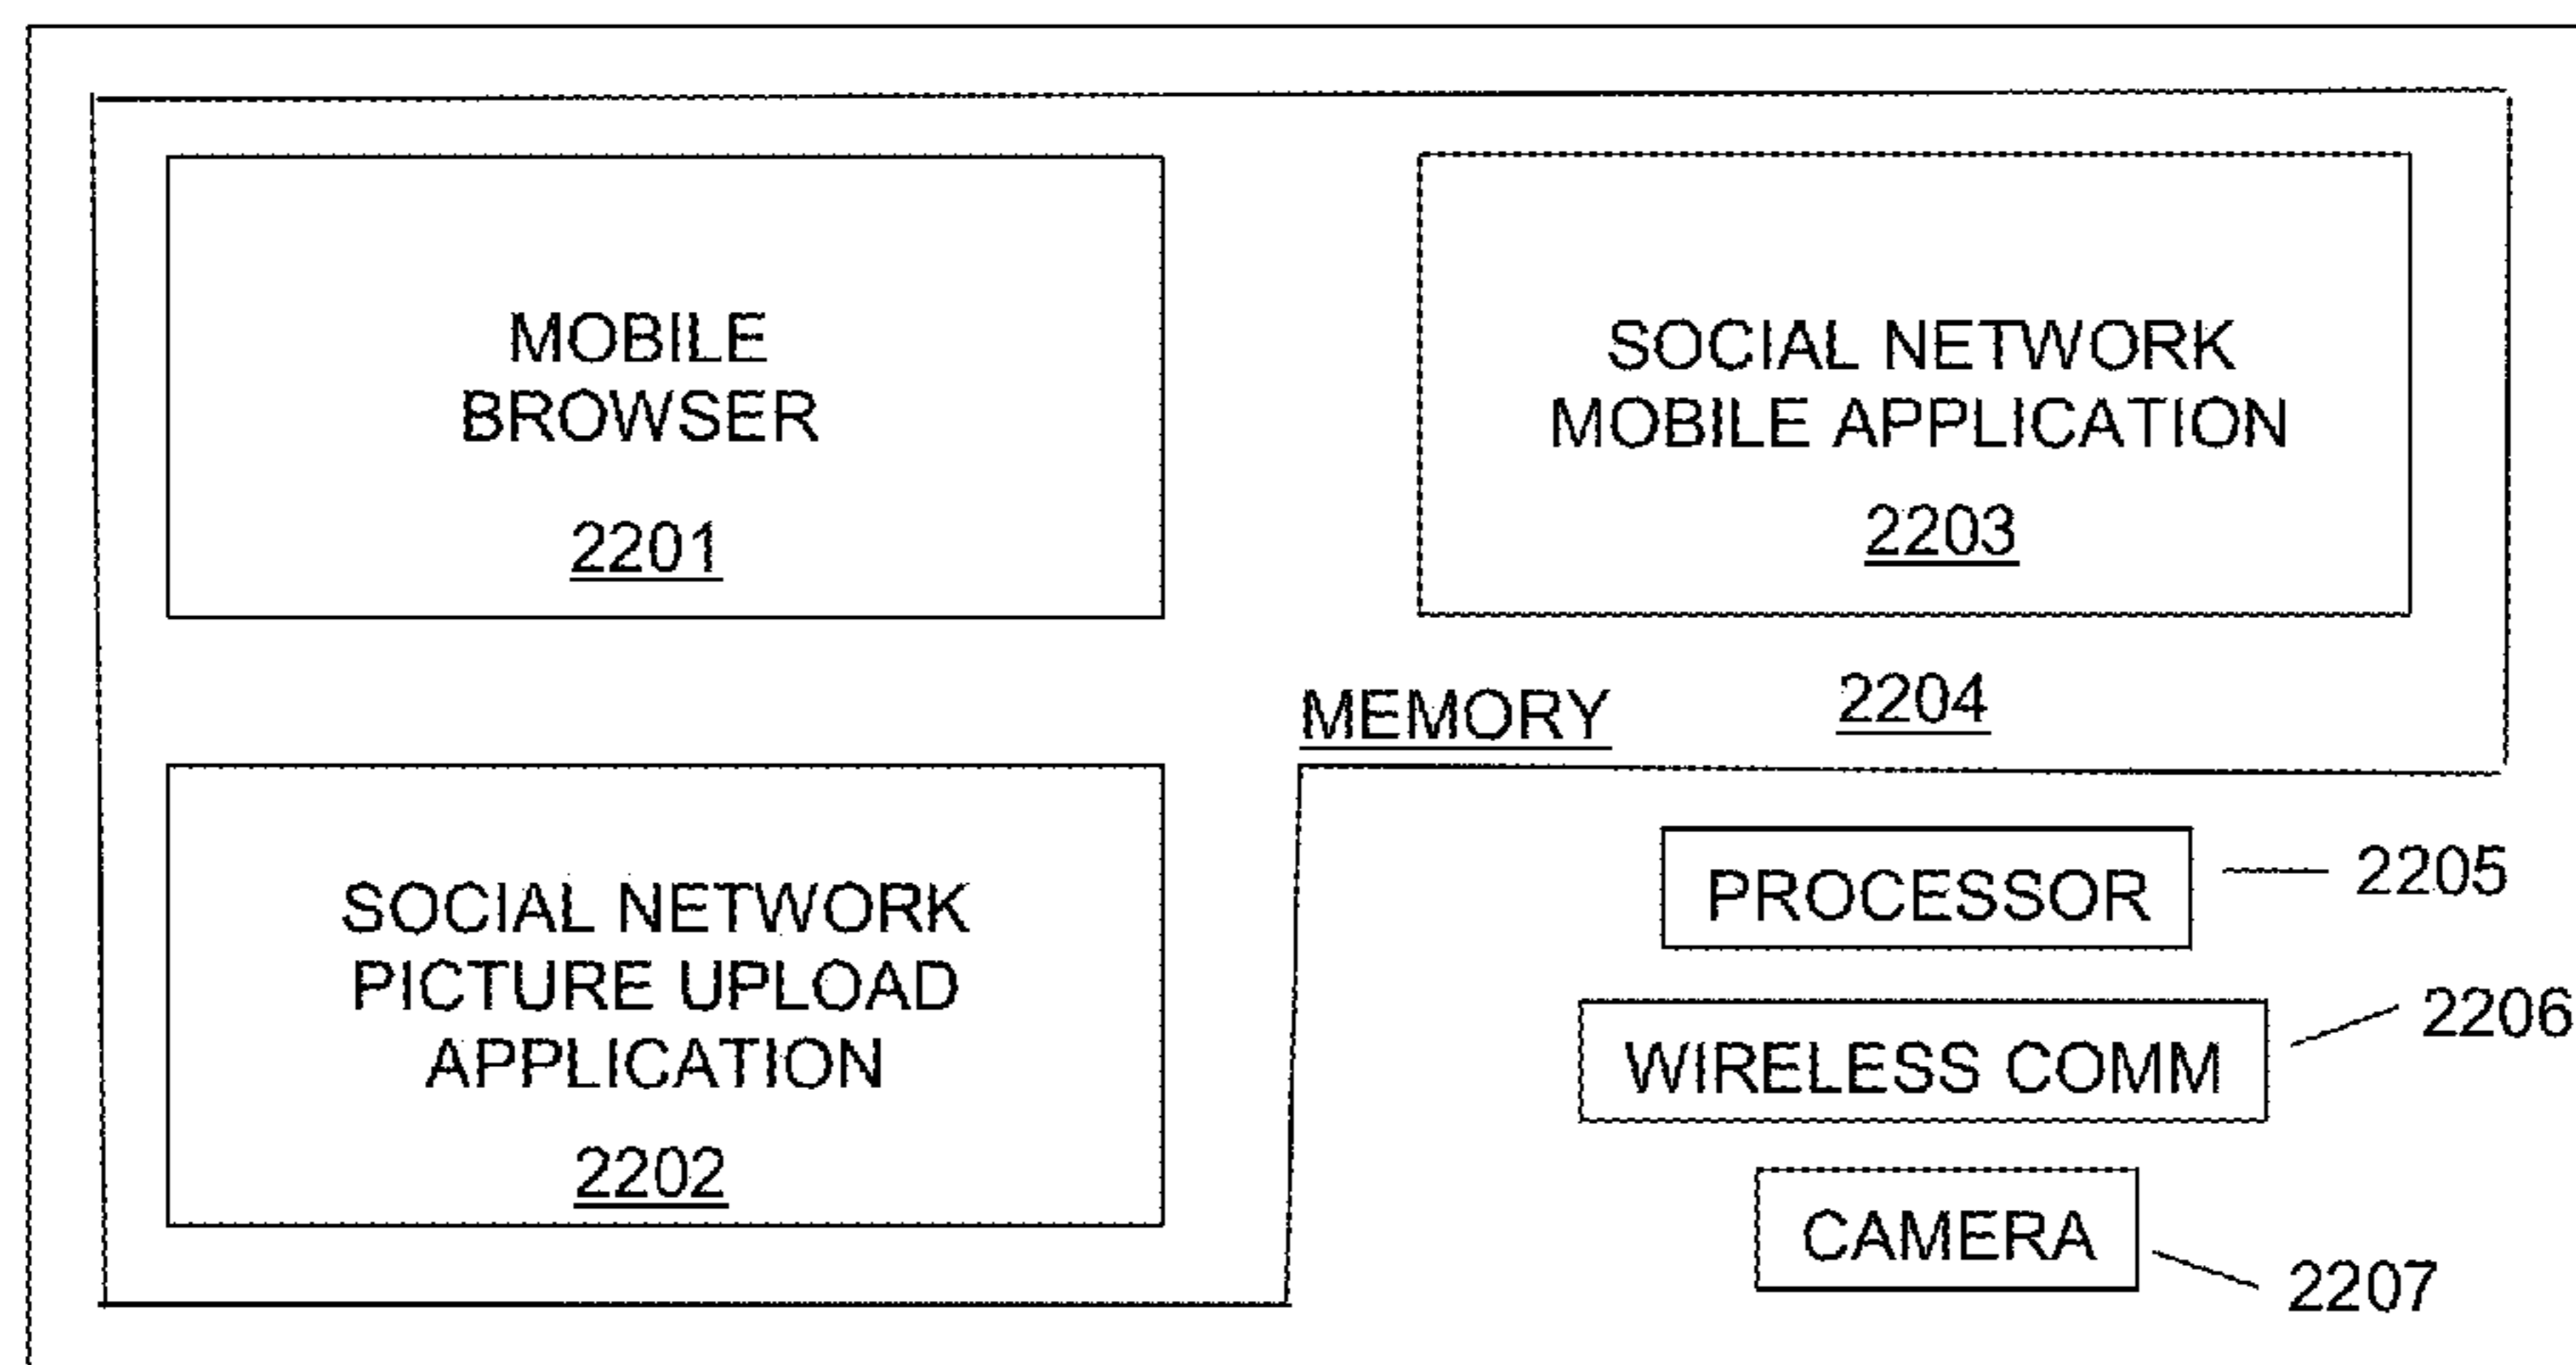 MOBILE
BROWSER
2201
SOCIAL NETWORK
MOBILE APPLICATION
2203
MEMORY 2204
SOCIAL NETWORK
PICTURE UPLOAD
APPLICATION
2202
PROCESSOR 2205
WIRELESS COMM 2206
CAMERA 2207